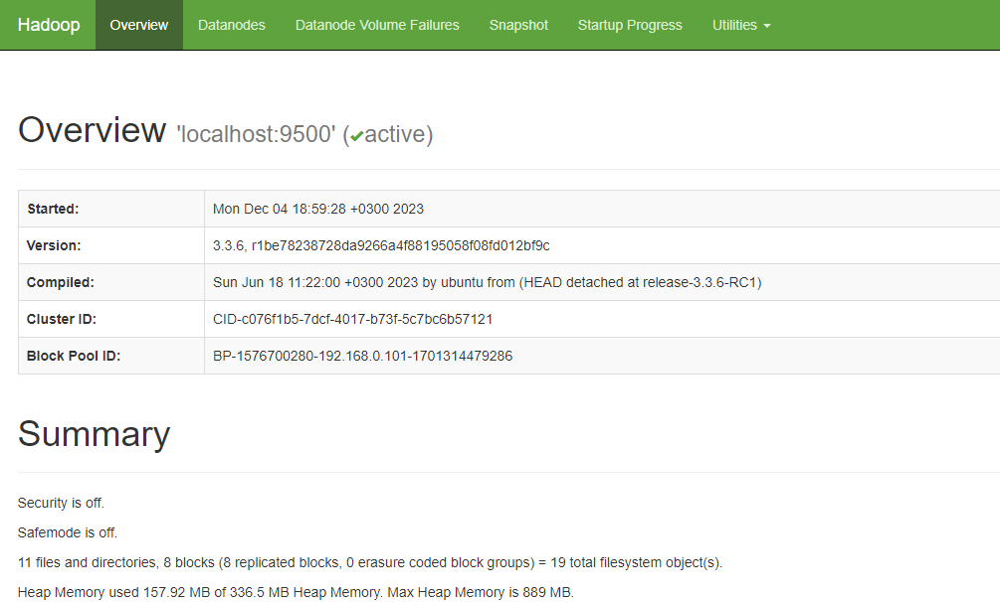 Hadoop Overview Datanodes Datanode Volume Failures Snapshot Startup Progress Utilities
Overview 'localhost:9500' (✔active)
Started: Mon Dec 04 18:59:28 +0300 2023
Version: 3.3.6, r1be78238728da9266a4f88195058f08fd012bf9c
Compiled: Sun Jun 18 11:22:00 +0300 2023 by ubuntu from (HEAD detached at release-3.3.6-RC1)
Cluster ID: CID-c076f1b5-7dcf-4017-b73f-5c7bc6b57121
Block Pool ID: BP-1576700280-192.168.0.101-1701314479286
Summary
Security is off.
Safemode is off.
11 files and directories, 8 blocks (8 replicated blocks, 0 erasure coded block groups) = 19 total filesystem object(s).
Heap Memory used 157.92 MB of 336.5 MB Heap Memory. Max Heap Memory is 889 MB.